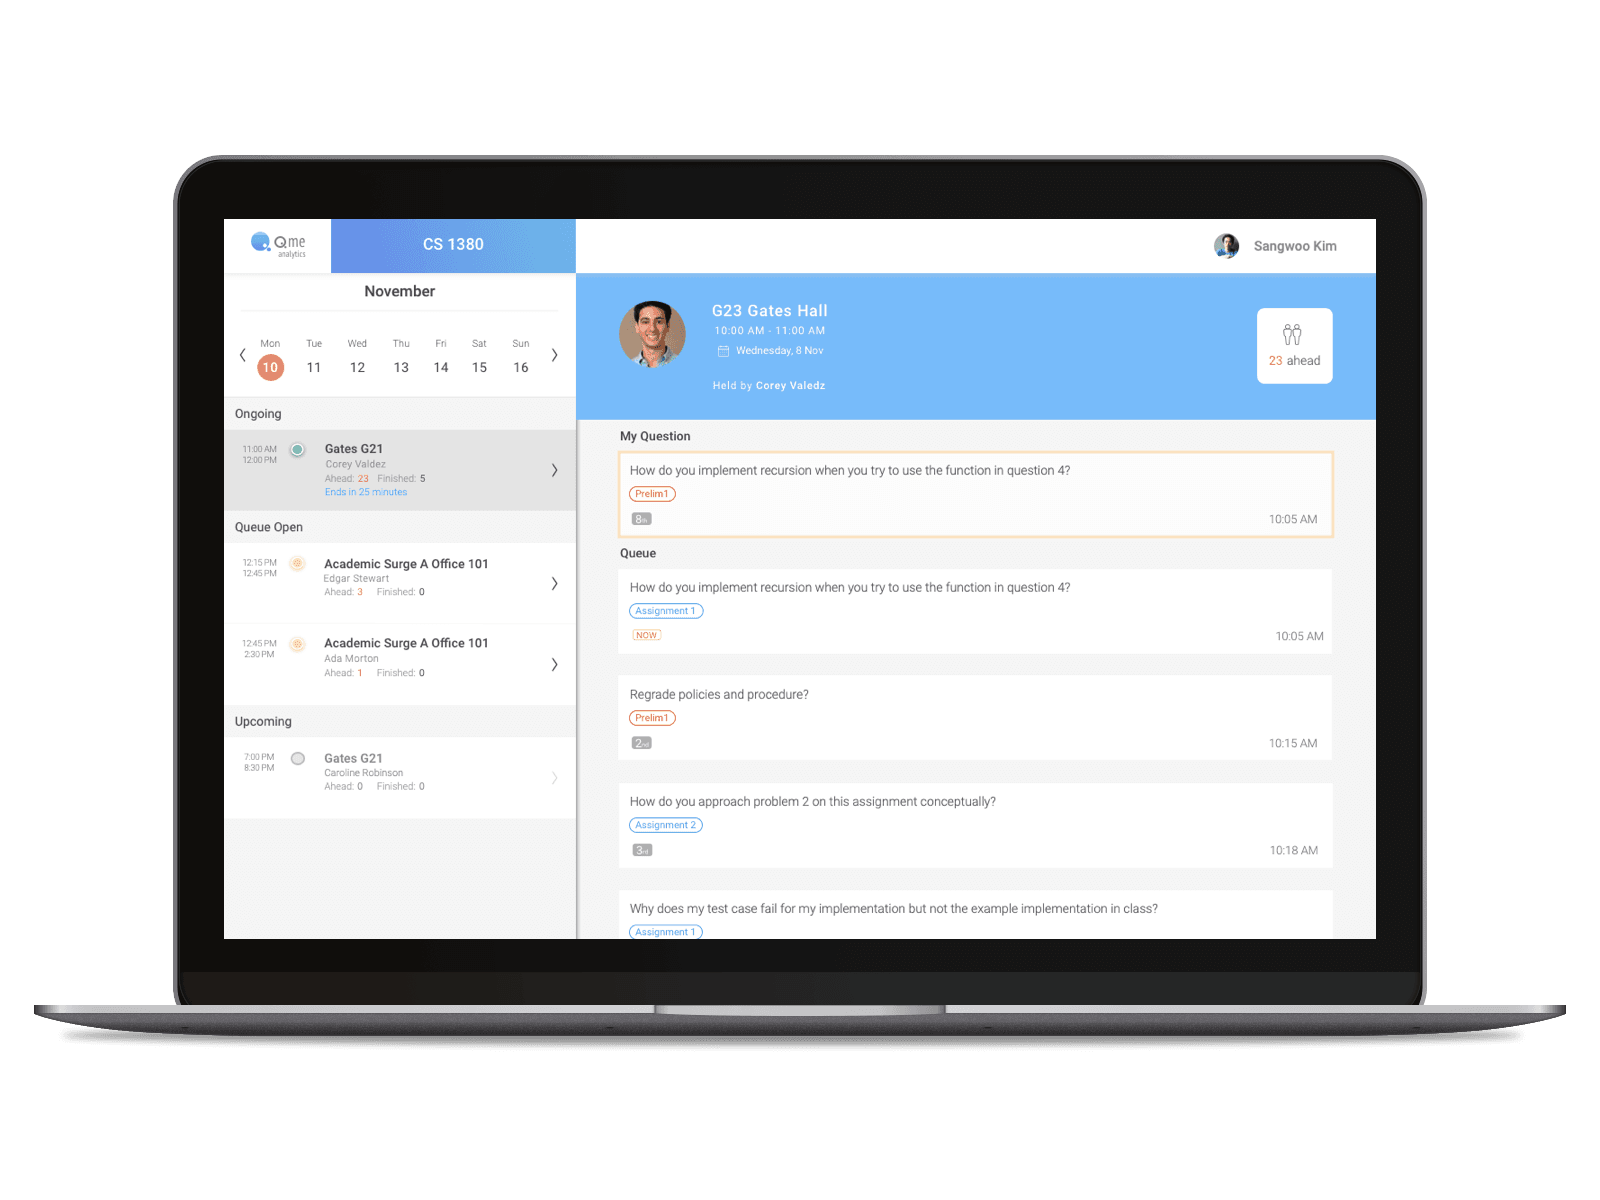 Qme
analytics
CS 1380
Sangwoo Kim
November
Mon Tue Wed Thu Fri Sat Sun
10 11 12 13 14 15 16
Ongoing
11:00 AM
12:00 PM
Gates G21
Corey Valdez
Ahead: 23 Finished: 5
Ends in 25 minutes
Queue Open
12:15 PM
12:45 PM
Academic Surge A Office 101
Edgar Stewart
Ahead: 3 Finished: 0
12:45 PM
2:30 PM
Academic Surge A Office 101
Ada Morton
Ahead: 1 Finished: 0
Upcoming
7:00 PM
8:30 PM
Gates G21
Caroline Robinson
Ahead: 0 Finished: 0
G23 Gates Hall
10:00 AM - 11:00 AM
Wednesday, 8 Nov
Held by Corey Valedz
23 ahead
My Question
How do you implement recursion when you try to use the function in question 4?
Prelim1
8th
10:05 AM
Queue
How do you implement recursion when you try to use the function in question 4?
Assignment 1
NOW
10:05 AM
Regrade policies and procedure?
Prelim1
2nd
10:15 AM
How do you approach problem 2 on this assignment conceptually?
Assignment 2
3rd
10:18 AM
Why does my test case fail for my implementation but not the example implementation in class?
Assignment 1